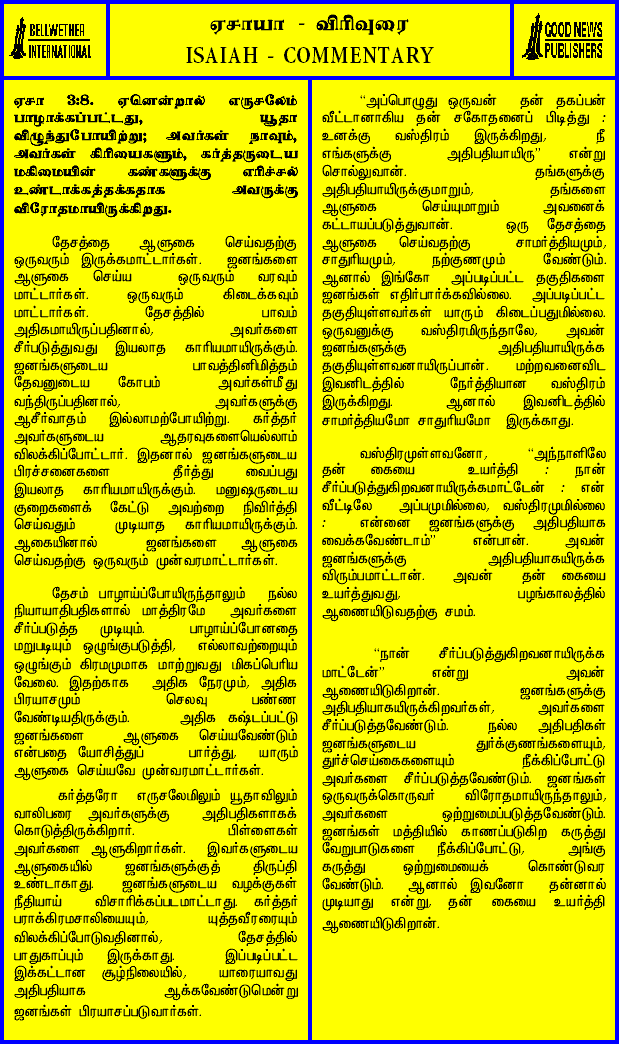 BELLWETHER
INTERNATIONAL
ஏசாயா - விரிவுரை
ISAIAH - COMMENTARY
GOOD NEWS
PUBLISHERS
ஏசா 3:8. ஏனென்றால் எருசலேம்
பாழாக்கப்பட்டது, யூதா
விழுந்துபோயிற்று; அவர்கள் நாவும்,
அவர்கள் கிரியைகளும், கர்த்தருடைய
மகிமையின் கண்களுக்கு எரிச்சல்
உண்டாக்கத்தக்கதாக அவருக்கு
விரோதமாயிருக்கிறது.
தேசத்தை ஆளுகை செய்வதற்கு
ஒருவரும் இருக்கமாட்டார்கள். ஜனங்களை
ஆளுகை செய்ய ஒருவரும் வரவும்
மாட்டார்கள். ஒருவரும் கிடைக்கவும்
மாட்டார்கள். தேசத்தில் பாவம்
அதிகமாயிருப்பதினால், அவர்களை
சீர்படுத்துவது இயலாத காரியமாயிருக்கும்.
ஜனங்களுடைய பாவத்தினிமித்தம்
தேவனுடைய கோபம் அவர்கள்மீது
வந்திருப்பதினால், அவர்களுக்கு
ஆசீர்வாதம் இல்லாமற்போயிற்று. கர்த்தர்
அவர்களுடைய ஆதரவுகளையெல்லாம்
விலக்கிப்போட்டார். இதனால் ஜனங்களுடைய
பிரச்சனைகளை தீர்த்து வைப்பது
இயலாத காரியமாயிருக்கும். மனுஷருடைய
குறைகளைக் கேட்டு அவற்றை நிவிர்த்தி
செய்வதும் முடியாத காரியமாயிருக்கும்.
ஆகையினால் ஜனங்களை ஆளுகை
செய்வதற்கு ஒருவரும் முன்வரமாட்டார்கள்.
தேசம் பாழாய்ப்போயிருந்தாலும் நல்ல
நியாயாதிபதிகளால் மாத்திரமே அவர்களை
சீர்ப்படுத்த முடியும். பாழாய்ப்போனதை
மறுபடியும் ஒழுங்குபடுத்தி, எல்லாவற்றையும்
ஒழுங்கும் கிரமமுமாக மாற்றுவது மிகப்பெரிய
வேலை. இதற்காக அதிக நேரமும், அதிக
பிரயாசமும் செலவு பண்ண
வேண்டியதிருக்கும். அதிக கஷ்டப்பட்டு
ஜனங்களை ஆளுகை செய்யவேண்டும்
என்பதை யோசித்துப் பார்த்து, யாரும்
ஆளுகை செய்யவே முன்வரமாட்டார்கள்.
கர்த்தரோ எருசலேமிலும் யூதாவிலும்
வாலிபரை அவர்களுக்கு அதிபதிகளாகக்
கொடுத்திருக்கிறார். பிள்ளைகள்
அவர்களை ஆளுகிறார்கள். இவர்களுடைய
ஆளுகையில் ஜனங்களுக்குத் திருப்தி
உண்டாகாது. ஜனங்களுடைய வழக்குகள்
நீதியாய் விசாரிக்கப்படமாட்டாது. கர்த்தர்
பராக்கிரமசாலியையும், யுத்தவீரரையும்
விலக்கிப்போடுவதினால், தேசத்தில்
பாதுகாப்பும் இருக்காது. இப்படிப்பட்ட
இக்கட்டான சூழ்நிலையில், யாரையாவது
அதிபதியாக ஆக்கவேண்டுமென்று
ஜனங்கள் பிரயாசப்படுவார்கள்.
“அப்பொழுது ஒருவன் தன் தகப்பன்
வீட்டானாகிய தன் சகோதனைப் பிடித்து :
உனக்கு வஸ்திரம் இருக்கிறது, நீ
எங்களுக்கு அதிபதியாயிரு” என்று
சொல்லுவான். தங்களுக்கு
அதிபதியாயிருக்குமாறும், தங்களை
ஆளுகை செய்யுமாறும் அவனைக்
கட்டாயப்படுத்துவான். ஒரு தேசத்தை
ஆளுகை செய்வதற்கு சாமர்த்தியமும்,
சாதுரியமும், நற்குணமும் வேண்டும்.
ஆனால் இங்கோ அப்படிப்பட்ட தகுதிகளை
ஜனங்கள் எதிர்பார்க்கவில்லை. அப்படிப்பட்ட
தகுதியுள்ளவர்கள் யாரும் கிடைப்பதுமில்லை.
ஒருவனுக்கு வஸ்திரமிருந்தாலே, அவன்
ஜனங்களுக்கு அதிபதியாயிருக்க
தகுதியுள்ளவனாயிருப்பான். மற்றவனைவிட
இவனிடத்தில் நேர்த்தியான வஸ்திரம்
இருக்கிறது. ஆனால் இவனிடத்தில்
சாமர்த்தியமோ சாதுரியமோ இருக்காது.
வஸ்திரமுள்ளவனோ, “அந்நாளிலே
தன் கையை உயர்த்தி : நான்
சீர்ப்படுத்துகிறவனாயிருக்கமாட்டேன் : என்
வீட்டிலே அப்பமுமில்லை, வஸ்திரமுமில்லை
: என்னை ஜனங்களுக்கு அதிபதியாக
வைக்கவேண்டாம்” என்பான். அவன்
ஜனங்களுக்கு அதிபதியாகயிருக்க
விரும்பமாட்டான். அவன் தன் கையை
உயர்த்துவது, பழங்காலத்தில்
ஆணையிடுவதற்கு சமம்.
“நான் சீர்ப்படுத்துகிறவனாயிருக்க
மாட்டேன்” என்று அவன்
ஆணையிடுகிறான். ஜனங்களுக்கு
அதிபதியாகயிருக்கிறவர்கள், அவர்களை
சீர்ப்படுத்தவேண்டும். நல்ல அதிபதிகள்
ஜனங்களுடைய துர்க்குணங்களையும்,
துர்ச்செய்கைகளையும் நீக்கிப்போட்டு
அவர்களை சீர்ப்படுத்தவேண்டும். ஜனங்கள்
ஒருவருக்கொருவர் விரோதமாயிருந்தாலும்,
அவர்களை ஒற்றுமைப்படுத்தவேண்டும்.
ஜனங்கள் மத்தியில் காணப்படுகிற கருத்து
வேறுபாடுகளை நீக்கிப்போட்டு, அங்கு
கருத்து ஒற்றுமையைக் கொண்டுவர
வேண்டும். ஆனால் இவனோ தன்னால்
முடியாது என்று, தன் கையை உயர்த்தி
ஆணையிடுகிறான்.